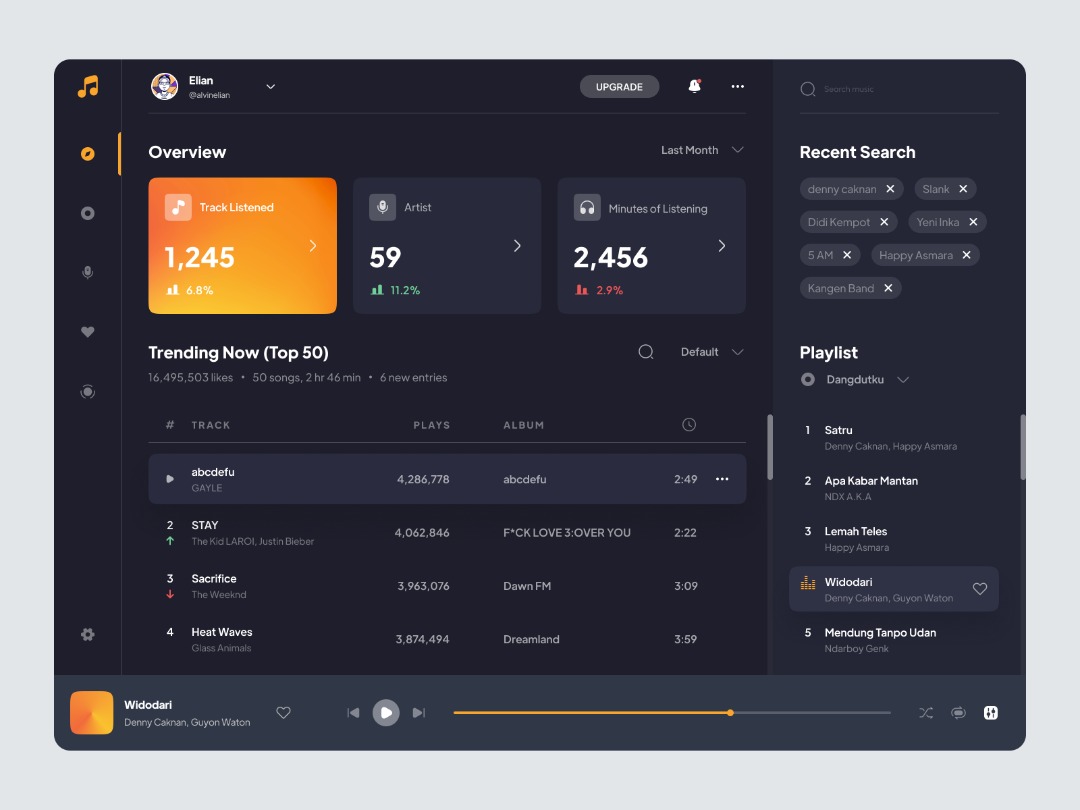 Elian
@alvinelian
UPGRADE
Search music
Overview
Last Month
Track Listened
1,245
6.8%
Artist
59
11.2%
Minutes of Listening
2,456
2.9%
Trending Now (Top 50)
Default
16,495,503 likes • 50 songs, 2 hr 46 min • 6 new entries
# TRACK PLAYS ALBUM
abcdefu 4,286,778 abcdefu 2:49
GAYLE
2 STAY 4,062,846 F*CK LOVE 3:OVER YOU 2:22
The Kid LAROI, Justin Bieber
3 Sacrifice 3,963,076 Dawn FM 3:09
The Weeknd
4 Heat Waves 3,874,494 Dreamland 3:59
Glass Animals
Recent Search
denny caknan Slank
Didi Kempot Yeni Inka
5 AM Happy Asmara
Kangen Band
Playlist
Dangdutku
1 Satru
Denny Caknan, Happy Asmara
2 Apa Kabar Mantan
NDX A.K.A
3 Lemah Teles
Happy Asmara
Widodari
Denny Caknan, Guyon Waton
5 Mendung Tanpo Udan
Ndarboy Genk
Widodari
Denny Caknan, Guyon Waton